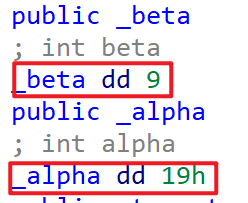 public _beta
; int beta
_beta dd 9
public _alpha
; int alpha
_alpha dd 19h